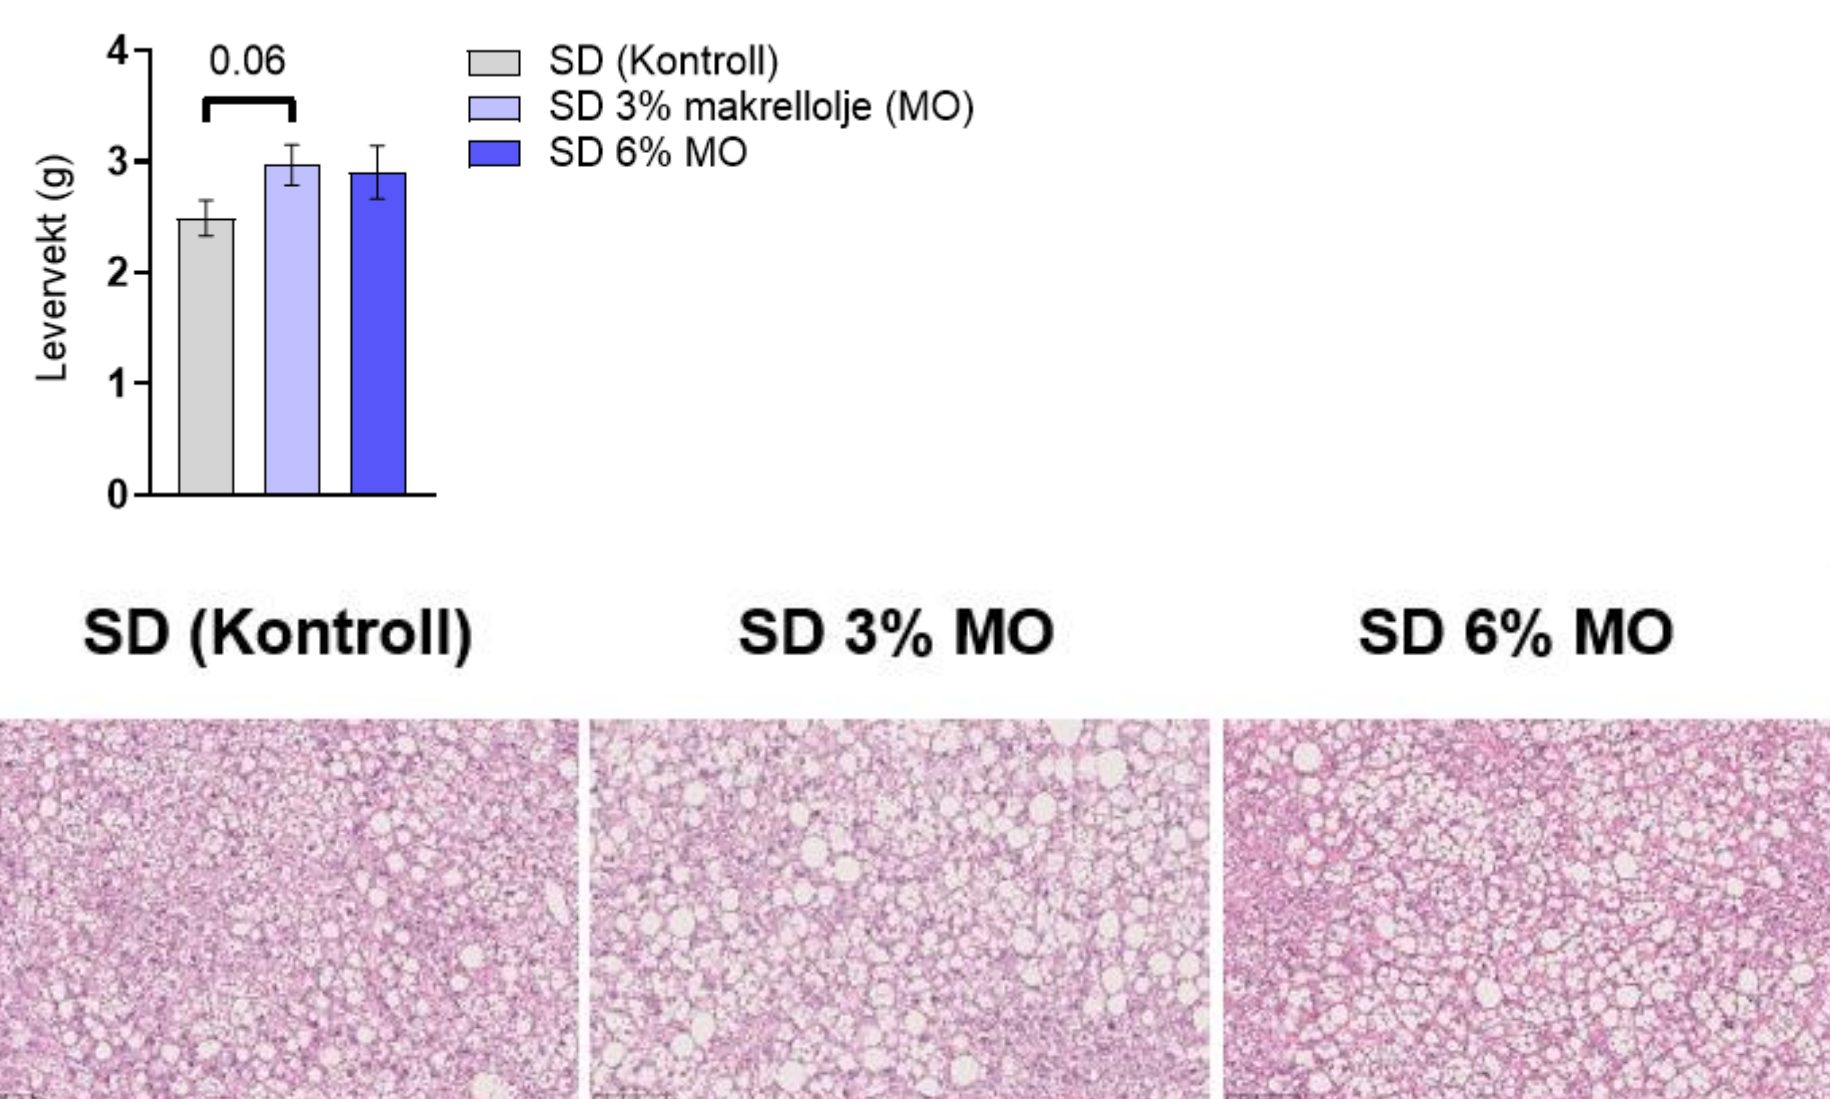 4
0.06
3
2
1
0
Levervekt (g)
SD (Kontroll)
SD 3% makrellolje (MO)
SD 6% MO
SD (Kontroll)
SD 3% MO
SD 6% MO